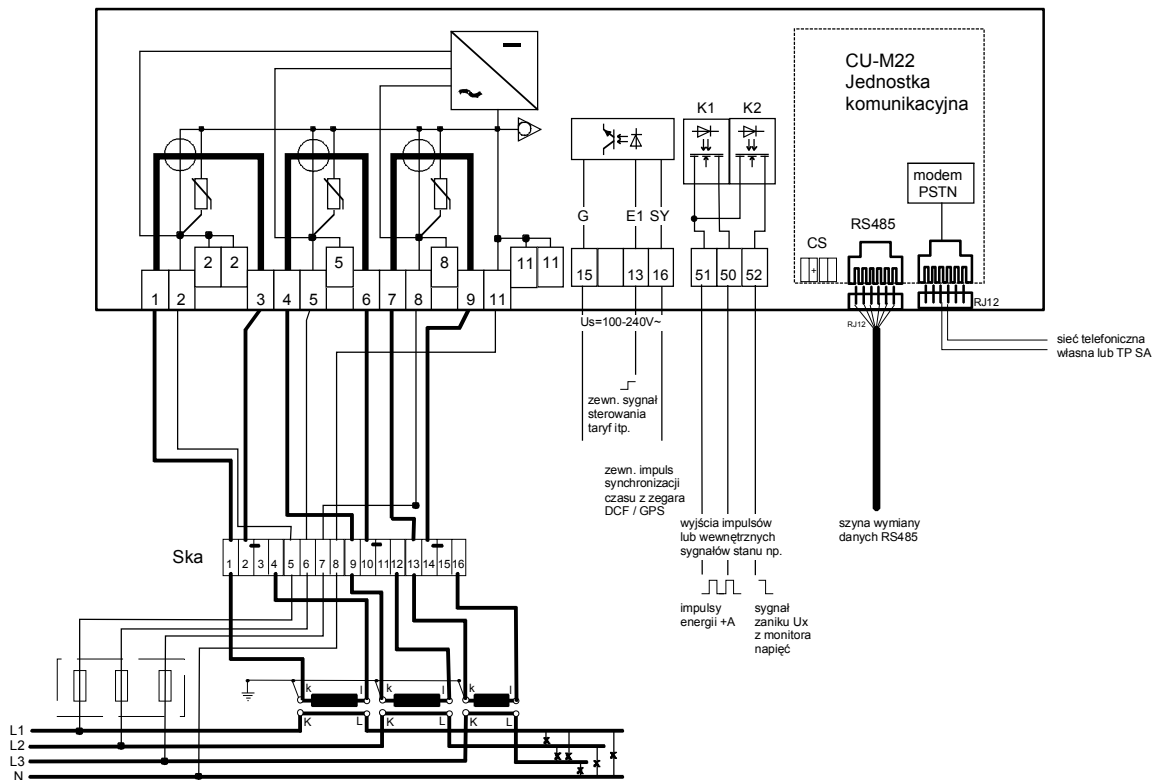 CU-M22
Jednostka
komunikacyjna
K1 K2
modem
PSTN
G E1 SY
RS485
CS
+
2 2 5 8 11 11
1 2 3 4 5 6 7 8 9 11
15 13 16
51 50 52
RJ12
RJ12
Us=100-240V~
sieć telefoniczna
własna lub TP SA
zewn. sygnał
sterowania
taryf itp.
zewn. impuls
synchronizacji
czasu z zegara
DCF / GPS
wyjścia impulsów
lub wewnętrznych
sygnałów stanu np.
szyna wymiany
danych RS485
Ska
1 2 3 4 5 6 7 8 9 10 11 12 13 14 15 16
impulsy
energii +A
sygnał
zaniku Ux
z monitora
napięć
k l k l k l
K L K L K L
L1
L2
L3
N